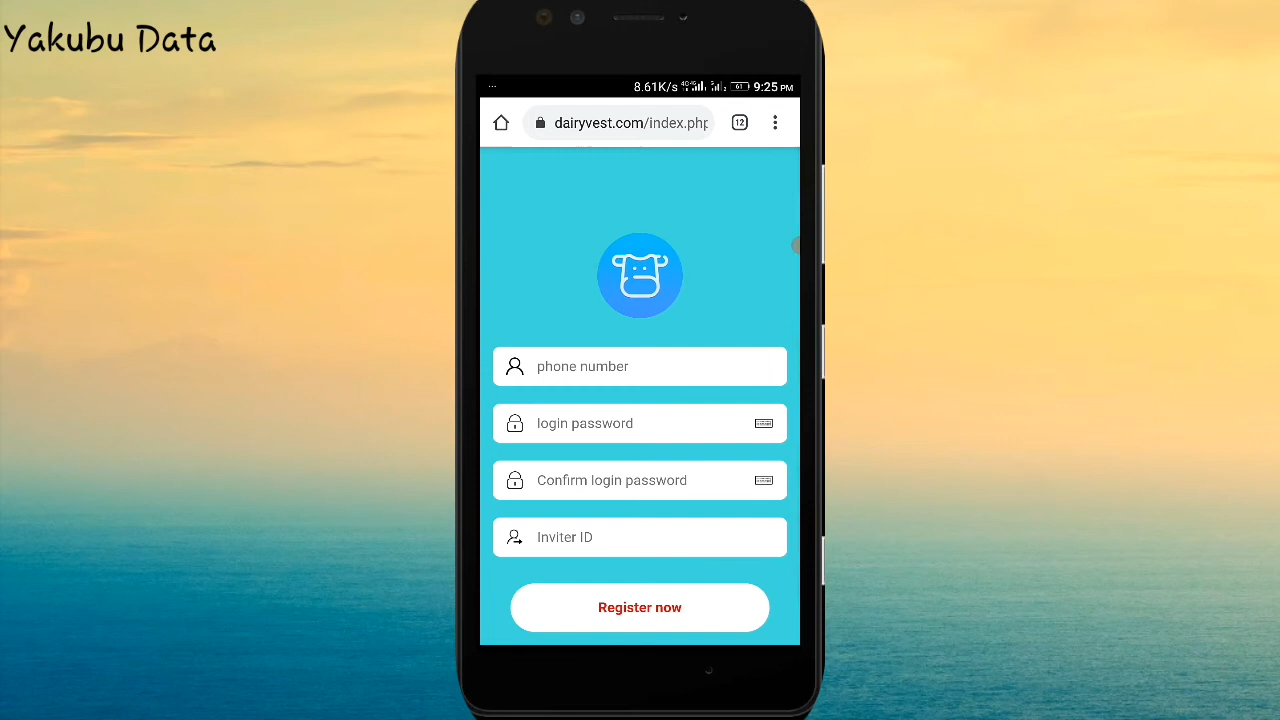 Yakubu Data
8.61K/s 61 9:25 PM
dairyvest.com/index.php
12
phone number
login password
Confirm login password
Inviter ID
Register now